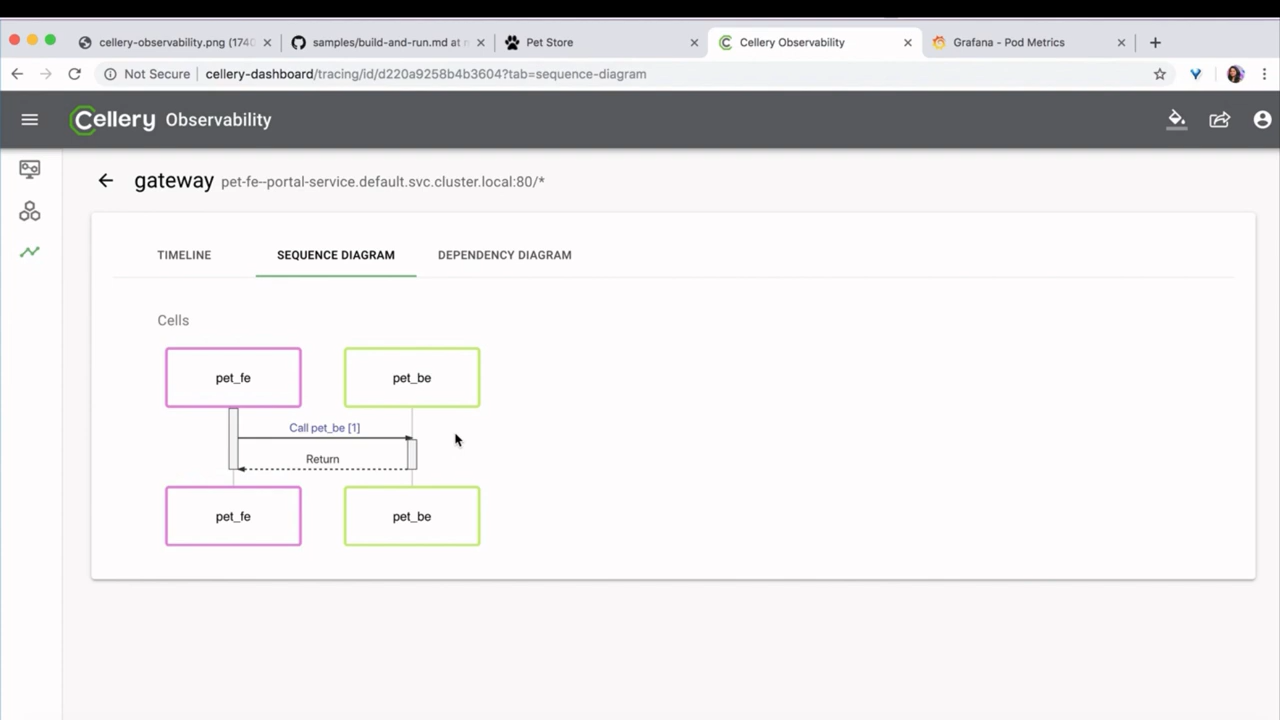 cellery-observability.png (1740
samples/build-and-run.md at m
Pet Store
Cellery Observability
Grafana - Pod Metrics
Not Secure
cellery-dashboard/tracing/id/d220a9258b4b3604?tab=sequence-diagram
Cellery Observability
gateway pet-fe--portal-service.default.svc.cluster.local:80/*
TIMELINE
SEQUENCE DIAGRAM
DEPENDENCY DIAGRAM
Cells
pet_fe
pet_be
Call pet_be [1]
Return
pet_fe
pet_be